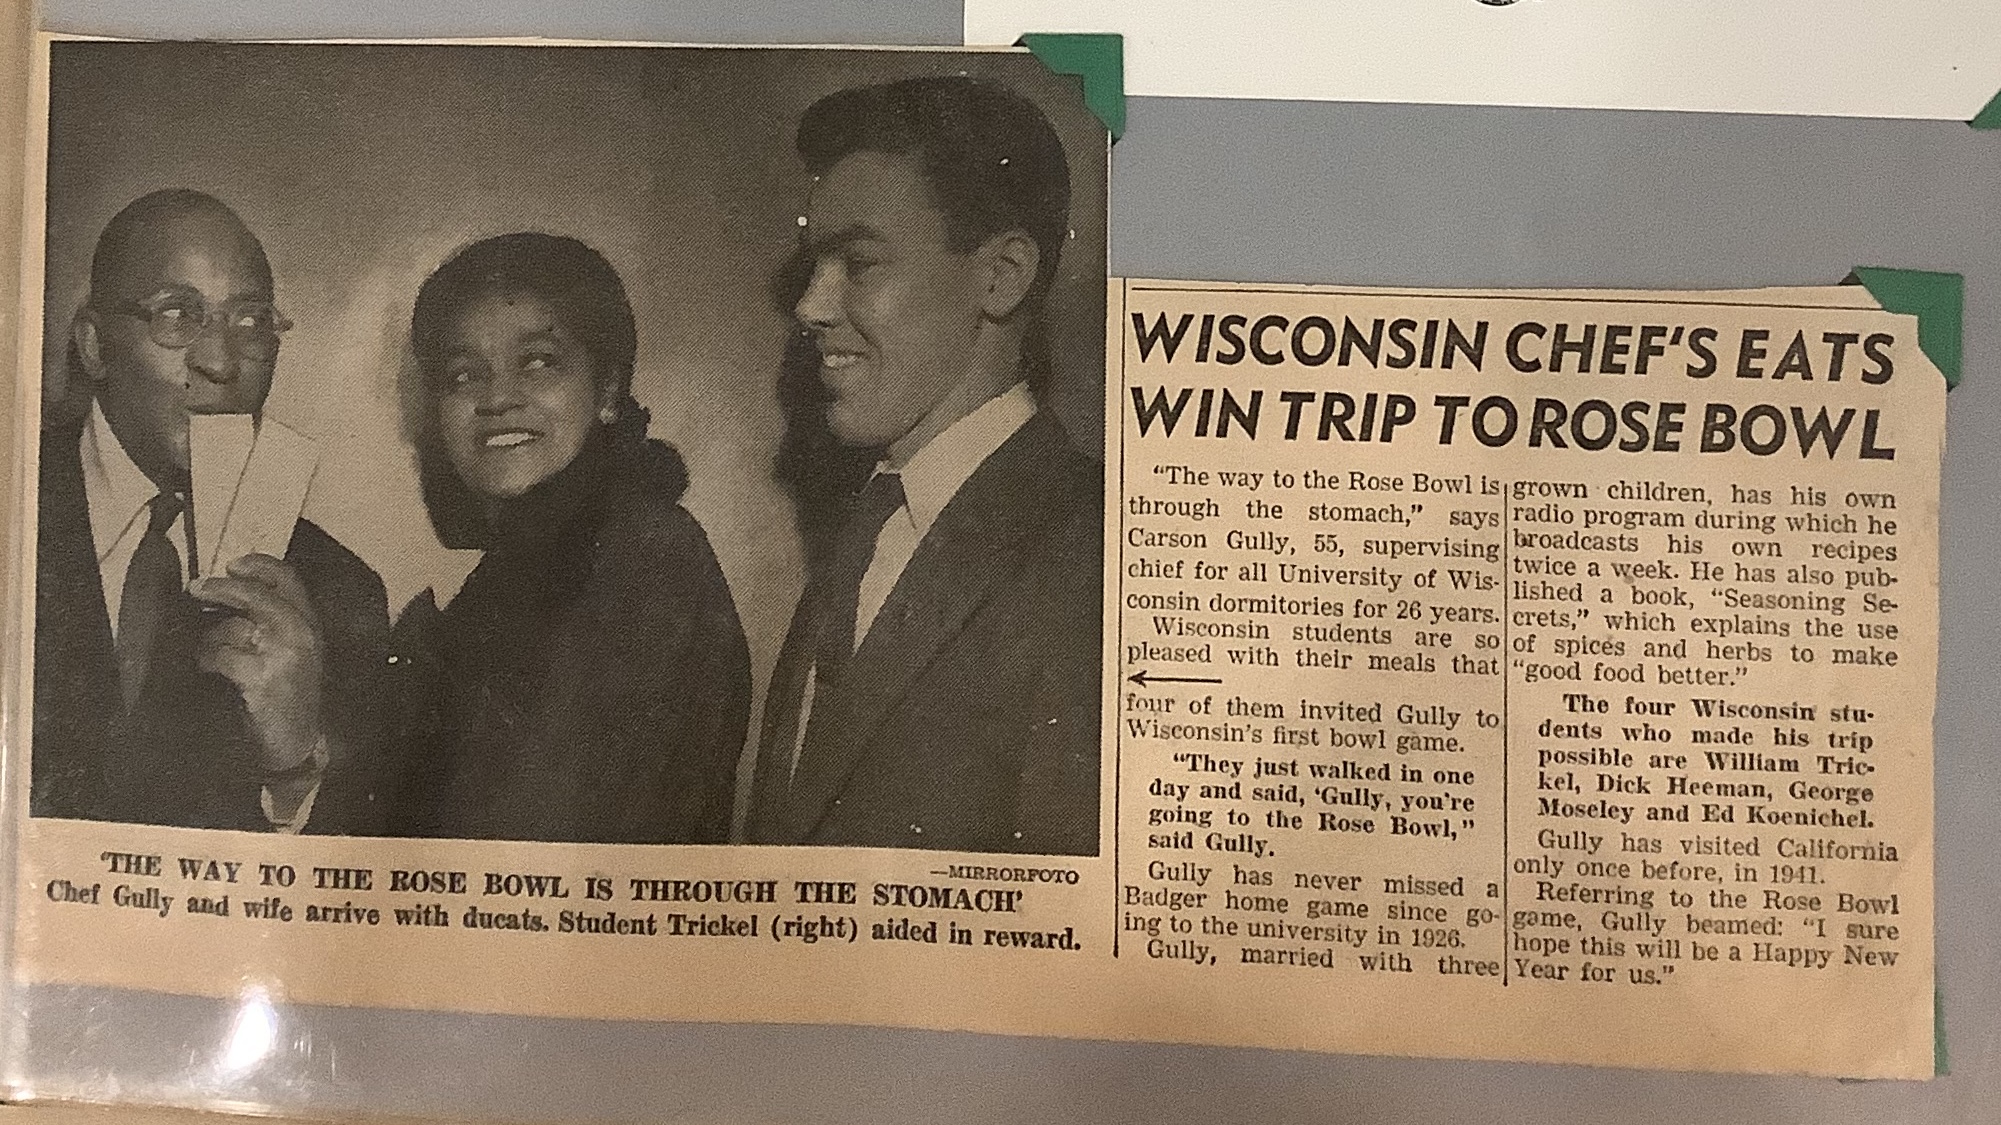 —MIRRORFOTO
'THE WAY TO THE ROSE BOWL IS THROUGH THE STOMACH'
Chef Gully and wife arrive with ducats. Student Trickel (right) aided in reward.
WISCONSIN CHEF'S EATS
WIN TRIP TO ROSE BOWL
"The way to the Rose Bowl is
through the stomach," says
Carson Gully, 55, supervising
chief for all University of Wis-
consin dormitories for 26 years.
Wisconsin students are so
pleased with their meals that
four of them invited Gully to
Wisconsin's first bowl game.
"They just walked in one
day and said, 'Gully, you're
going to the Rose Bowl,"
said Gully.
Gully has never missed a
Badger home game since go-
ing to the university in 1926.
Gully, married with three
grown children, has his own
radio program during which he
broadcasts his own recipes
twice a week. He has also pub-
lished a book, "Seasoning Se-
crets," which explains the use
of spices and herbs to make
"good food better."
The four Wisconsin stu-
dents who made his trip
possible are William Tric-
kel, Dick Heeman, George
Moseley and Ed Koenichel.
Gully has visited California
only once before, in 1941.
Referring to the Rose Bowl
game, Gully beamed: "I sure
hope this will be a Happy New
Year for us."